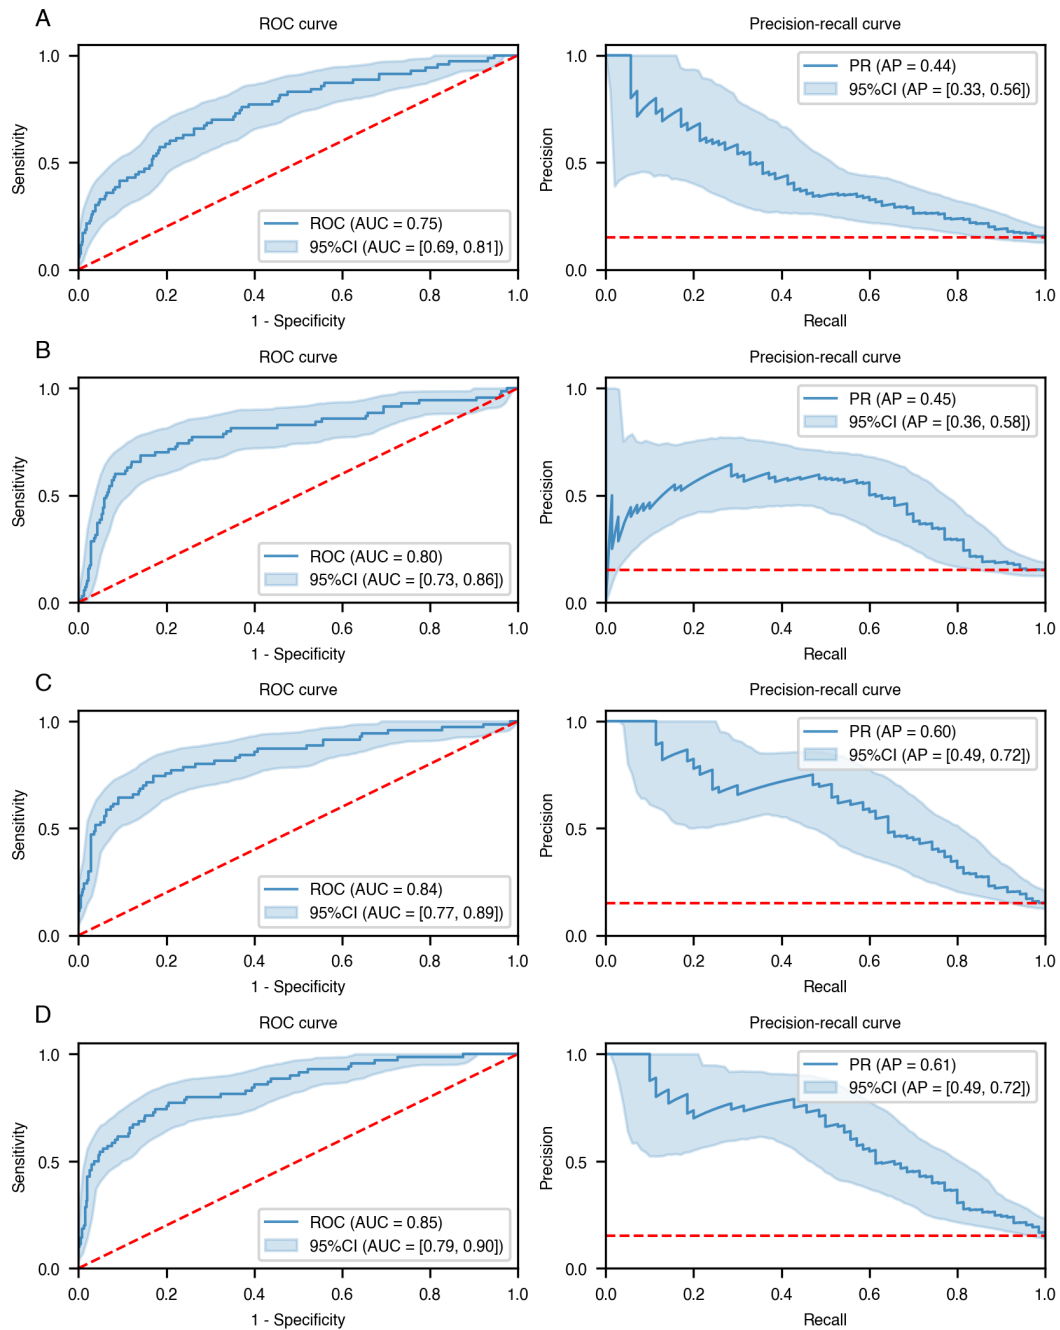 A
ROC curve
Precision-recall curve
1.0
0.5
0.0
Sensitivity
ROC (AUC = 0.75)
95%CI (AUC = [0.69, 0.81])
0.0 0.2 0.4 0.6 0.8 1.0
1 - Specificity
1.0
0.5
0.0
Precision
PR (AP = 0.44)
95%CI (AP = [0.33, 0.56])
0.0 0.2 0.4 0.6 0.8 1.0
Recall
B
ROC curve
Precision-recall curve
1.0
0.5
0.0
Sensitivity
ROC (AUC = 0.80)
95%CI (AUC = [0.73, 0.86])
0.0 0.2 0.4 0.6 0.8 1.0
1 - Specificity
1.0
0.5
0.0
Precision
PR (AP = 0.45)
95%CI (AP = [0.36, 0.58])
0.0 0.2 0.4 0.6 0.8 1.0
Recall
C
ROC curve
Precision-recall curve
1.0
0.5
0.0
Sensitivity
ROC (AUC = 0.84)
95%CI (AUC = [0.77, 0.89])
0.0 0.2 0.4 0.6 0.8 1.0
1 - Specificity
1.0
0.5
0.0
Precision
PR (AP = 0.60)
95%CI (AP = [0.49, 0.72])
0.0 0.2 0.4 0.6 0.8 1.0
Recall
D
ROC curve
Precision-recall curve
1.0
0.5
0.0
Sensitivity
ROC (AUC = 0.85)
95%CI (AUC = [0.79, 0.90])
0.0 0.2 0.4 0.6 0.8 1.0
1 - Specificity
1.0
0.5
0.0
Precision
PR (AP = 0.61)
95%CI (AP = [0.49, 0.72])
0.0 0.2 0.4 0.6 0.8 1.0
Recall